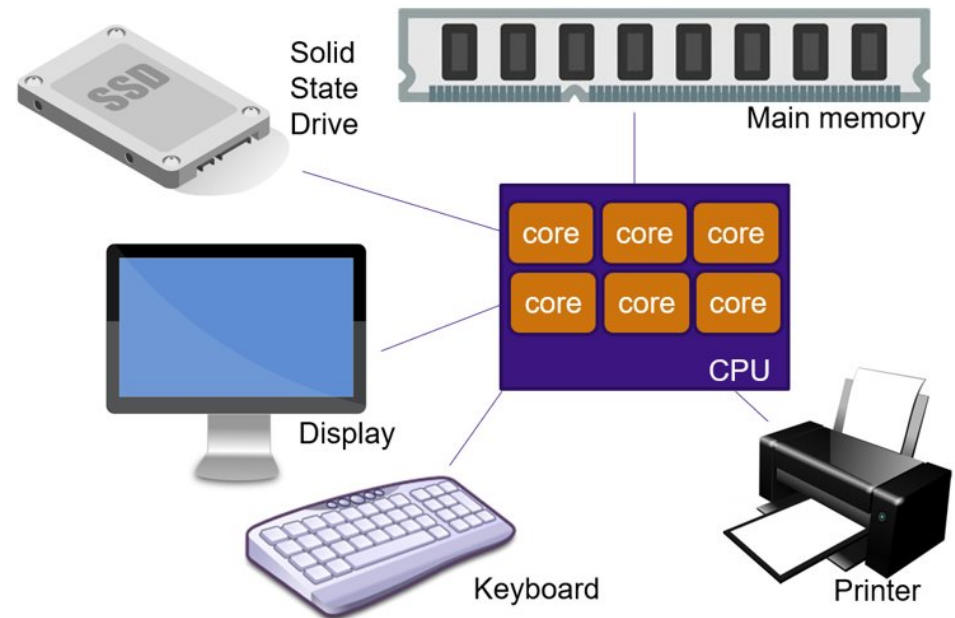 SSD
Solid
State
Drive
Main memory
core core core
core core core
CPU
Display
Keyboard
Printer